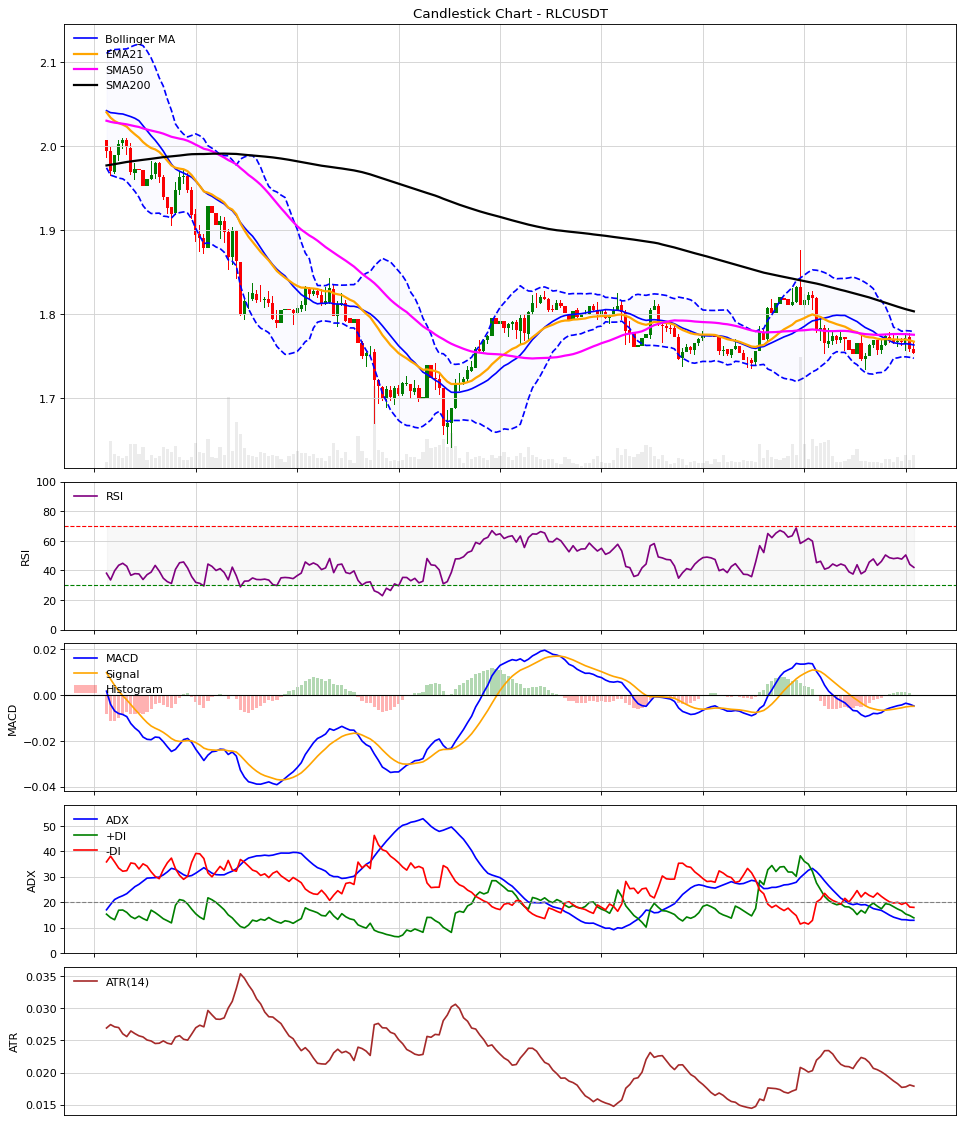 Candlestick Chart - RLCUSDT
Bollinger MA
EMA21
SMA50
SMA200
2.1
2.0
1.9
1.8
1.7
RSI
100
80
60
40
20
0
RSI
MACD
Signal
Histogram
0.02
0.00
−0.02
−0.04
MACD
ADX
+DI
-DI
50
40
30
20
10
0
ADX
ATR(14)
0.035
0.030
0.025
0.020
0.015
ATR